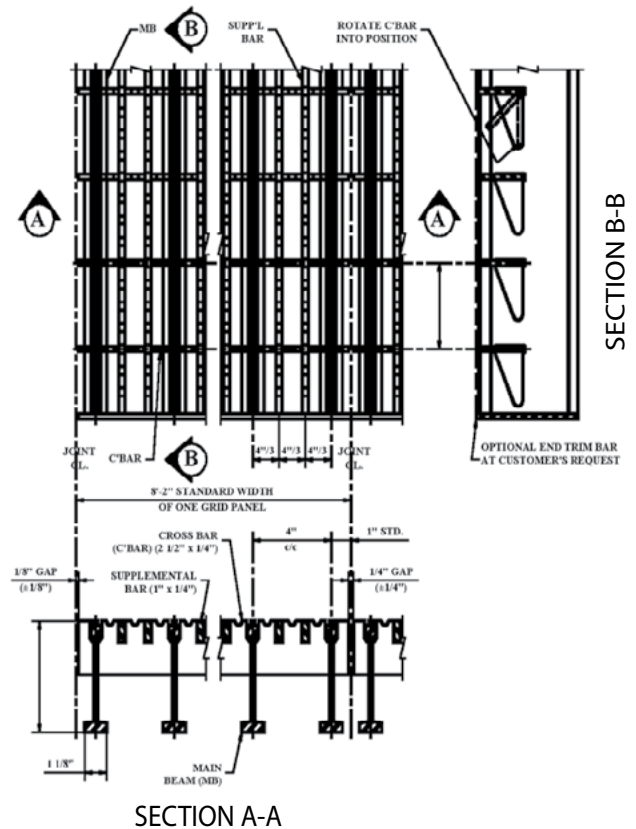 MB
B
SUPP'L
BAR
ROTATE C'BAR
INTO POSITION
A
A
SECTION B-B
JOINT
CL.
C'BAR
B
4"/3
4"/3
4"/3
JOINT
CL.
OPTIONAL END TRIM BAR
AT CUSTOMER'S REQUEST
8'-2" STANDARD WIDTH
OF ONE GRID PANEL
CROSS BAR
(C'BAR) (2 1/2" x 1/4")
4"
c/c
1" STD.
1/8" GAP
(±1/8")
SUPPLEMENTAL
BAR (1" x 1/4")
1/4" GAP
(±1/4")
1 1/8"
MAIN
BEAM (MB)
SECTION A-A